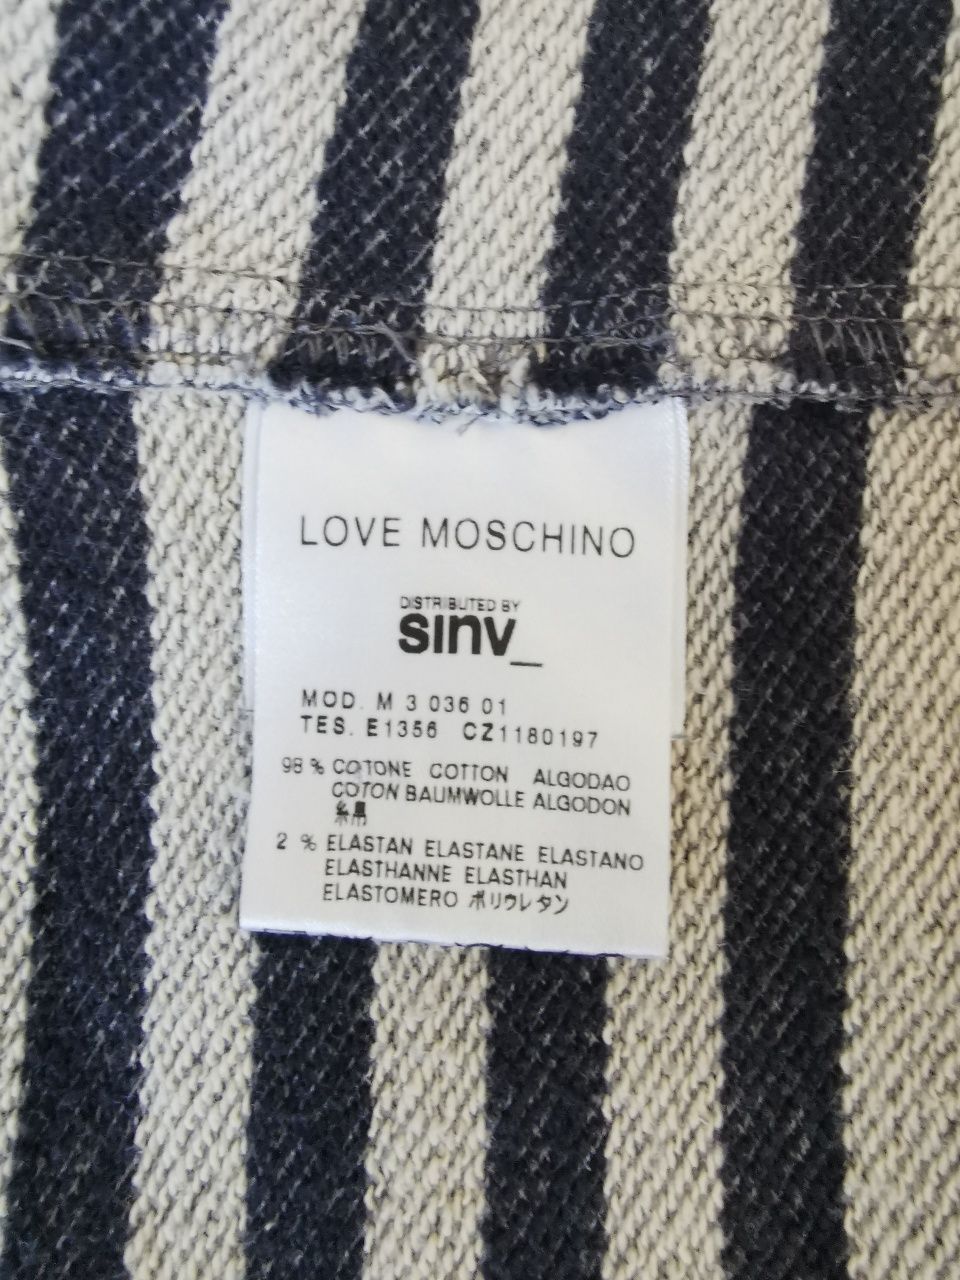 LOVE MOSCHINO
DISTRIBUTED BY
sinv_
MOD. M 3 036 01
TES. E1356 CZ1180197
98 % COTONE COTTON ALGODAO
COTON BAUMWOLLE ALGODON
2 % ELASTAN ELASTANE ELASTANO
ELASTHANNE ELASTHAN
ELASTOMERO ポリウレタン